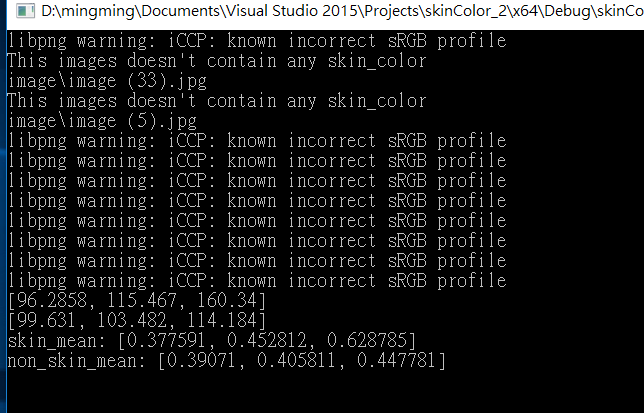 D:\mingming\Documents\Visual Studio 2015\Projects\skinColor_2\x64\Debug\skinCo
libpng warning: iCCP: known incorrect sRGB profile
This images doesn't contain any skin_color
image\image (33).jpg
This images doesn't contain any skin_color
image\image (5).jpg
libpng warning: iCCP: known incorrect sRGB profile
libpng warning: iCCP: known incorrect sRGB profile
libpng warning: iCCP: known incorrect sRGB profile
libpng warning: iCCP: known incorrect sRGB profile
libpng warning: iCCP: known incorrect sRGB profile
libpng warning: iCCP: known incorrect sRGB profile
libpng warning: iCCP: known incorrect sRGB profile
libpng warning: iCCP: known incorrect sRGB profile
[96.2858, 115.467, 160.34]
[99.631, 103.482, 114.184]
skin_mean: [0.377591, 0.452812, 0.628785]
non_skin_mean: [0.39071, 0.405811, 0.447781]